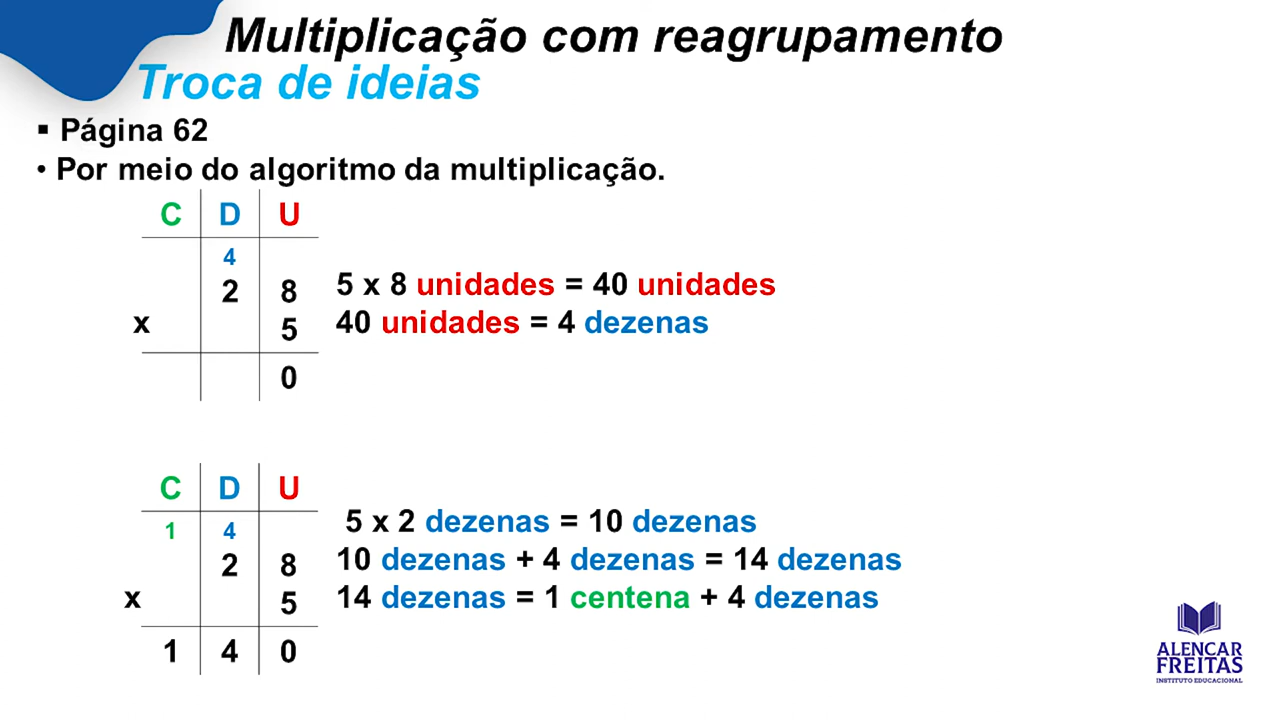 Multiplicação com reagrupamento
Troca de ideias
▪ Página 62
• Por meio do algoritmo da multiplicação.
C D U
4
2 8
x 5
0
5 x 8 unidades = 40 unidades
40 unidades = 4 dezenas
C D U
1 4
2 8
x 5
1 4 0
5 x 2 dezenas = 10 dezenas
10 dezenas + 4 dezenas = 14 dezenas
14 dezenas = 1 centena + 4 dezenas
ALENCAR
FREITAS
INSTITUTO EDUCACIONAL